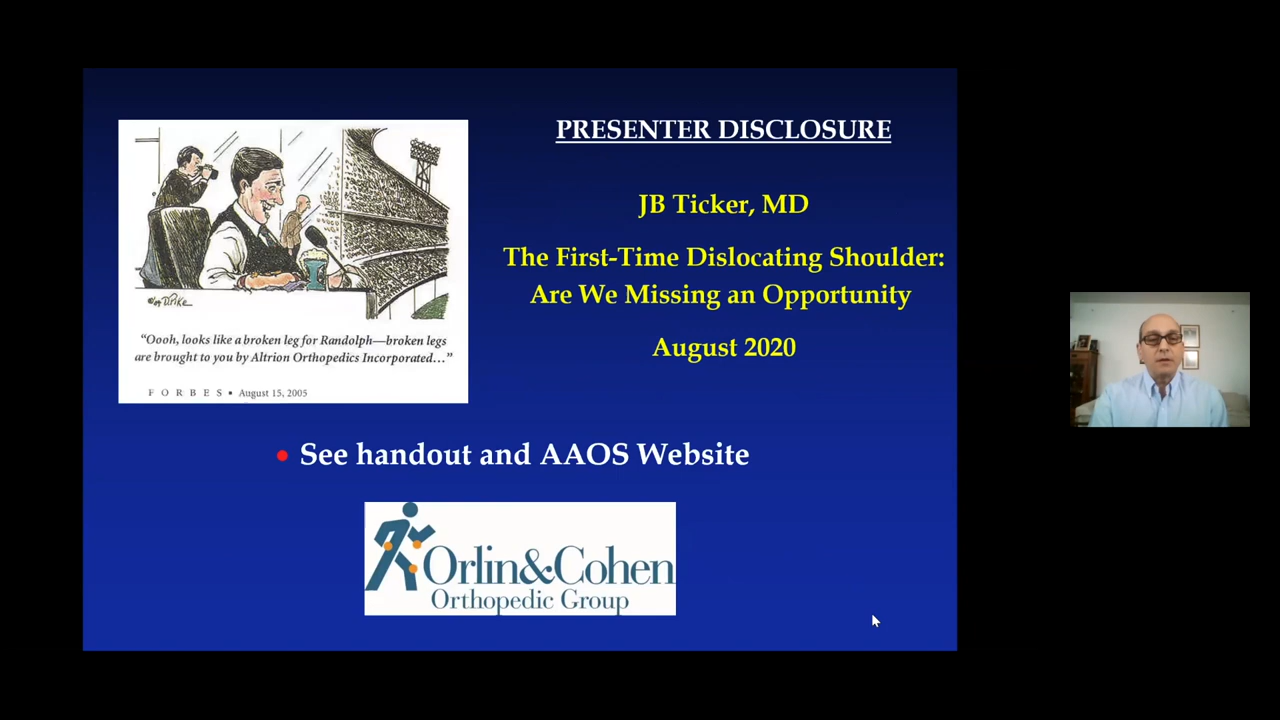 PRESENTER DISCLOSURE
JB Ticker, MD
The First-Time Dislocating Shoulder:
Are We Missing an Opportunity
August 2020
“Oooh, looks like a broken leg for Randolph—broken legs
are brought to you by Altrion Orthopedics Incorporated…”
FORBES • August 15, 2005
• See handout and AAOS Website
Orlin&Cohen
Orthopedic Group